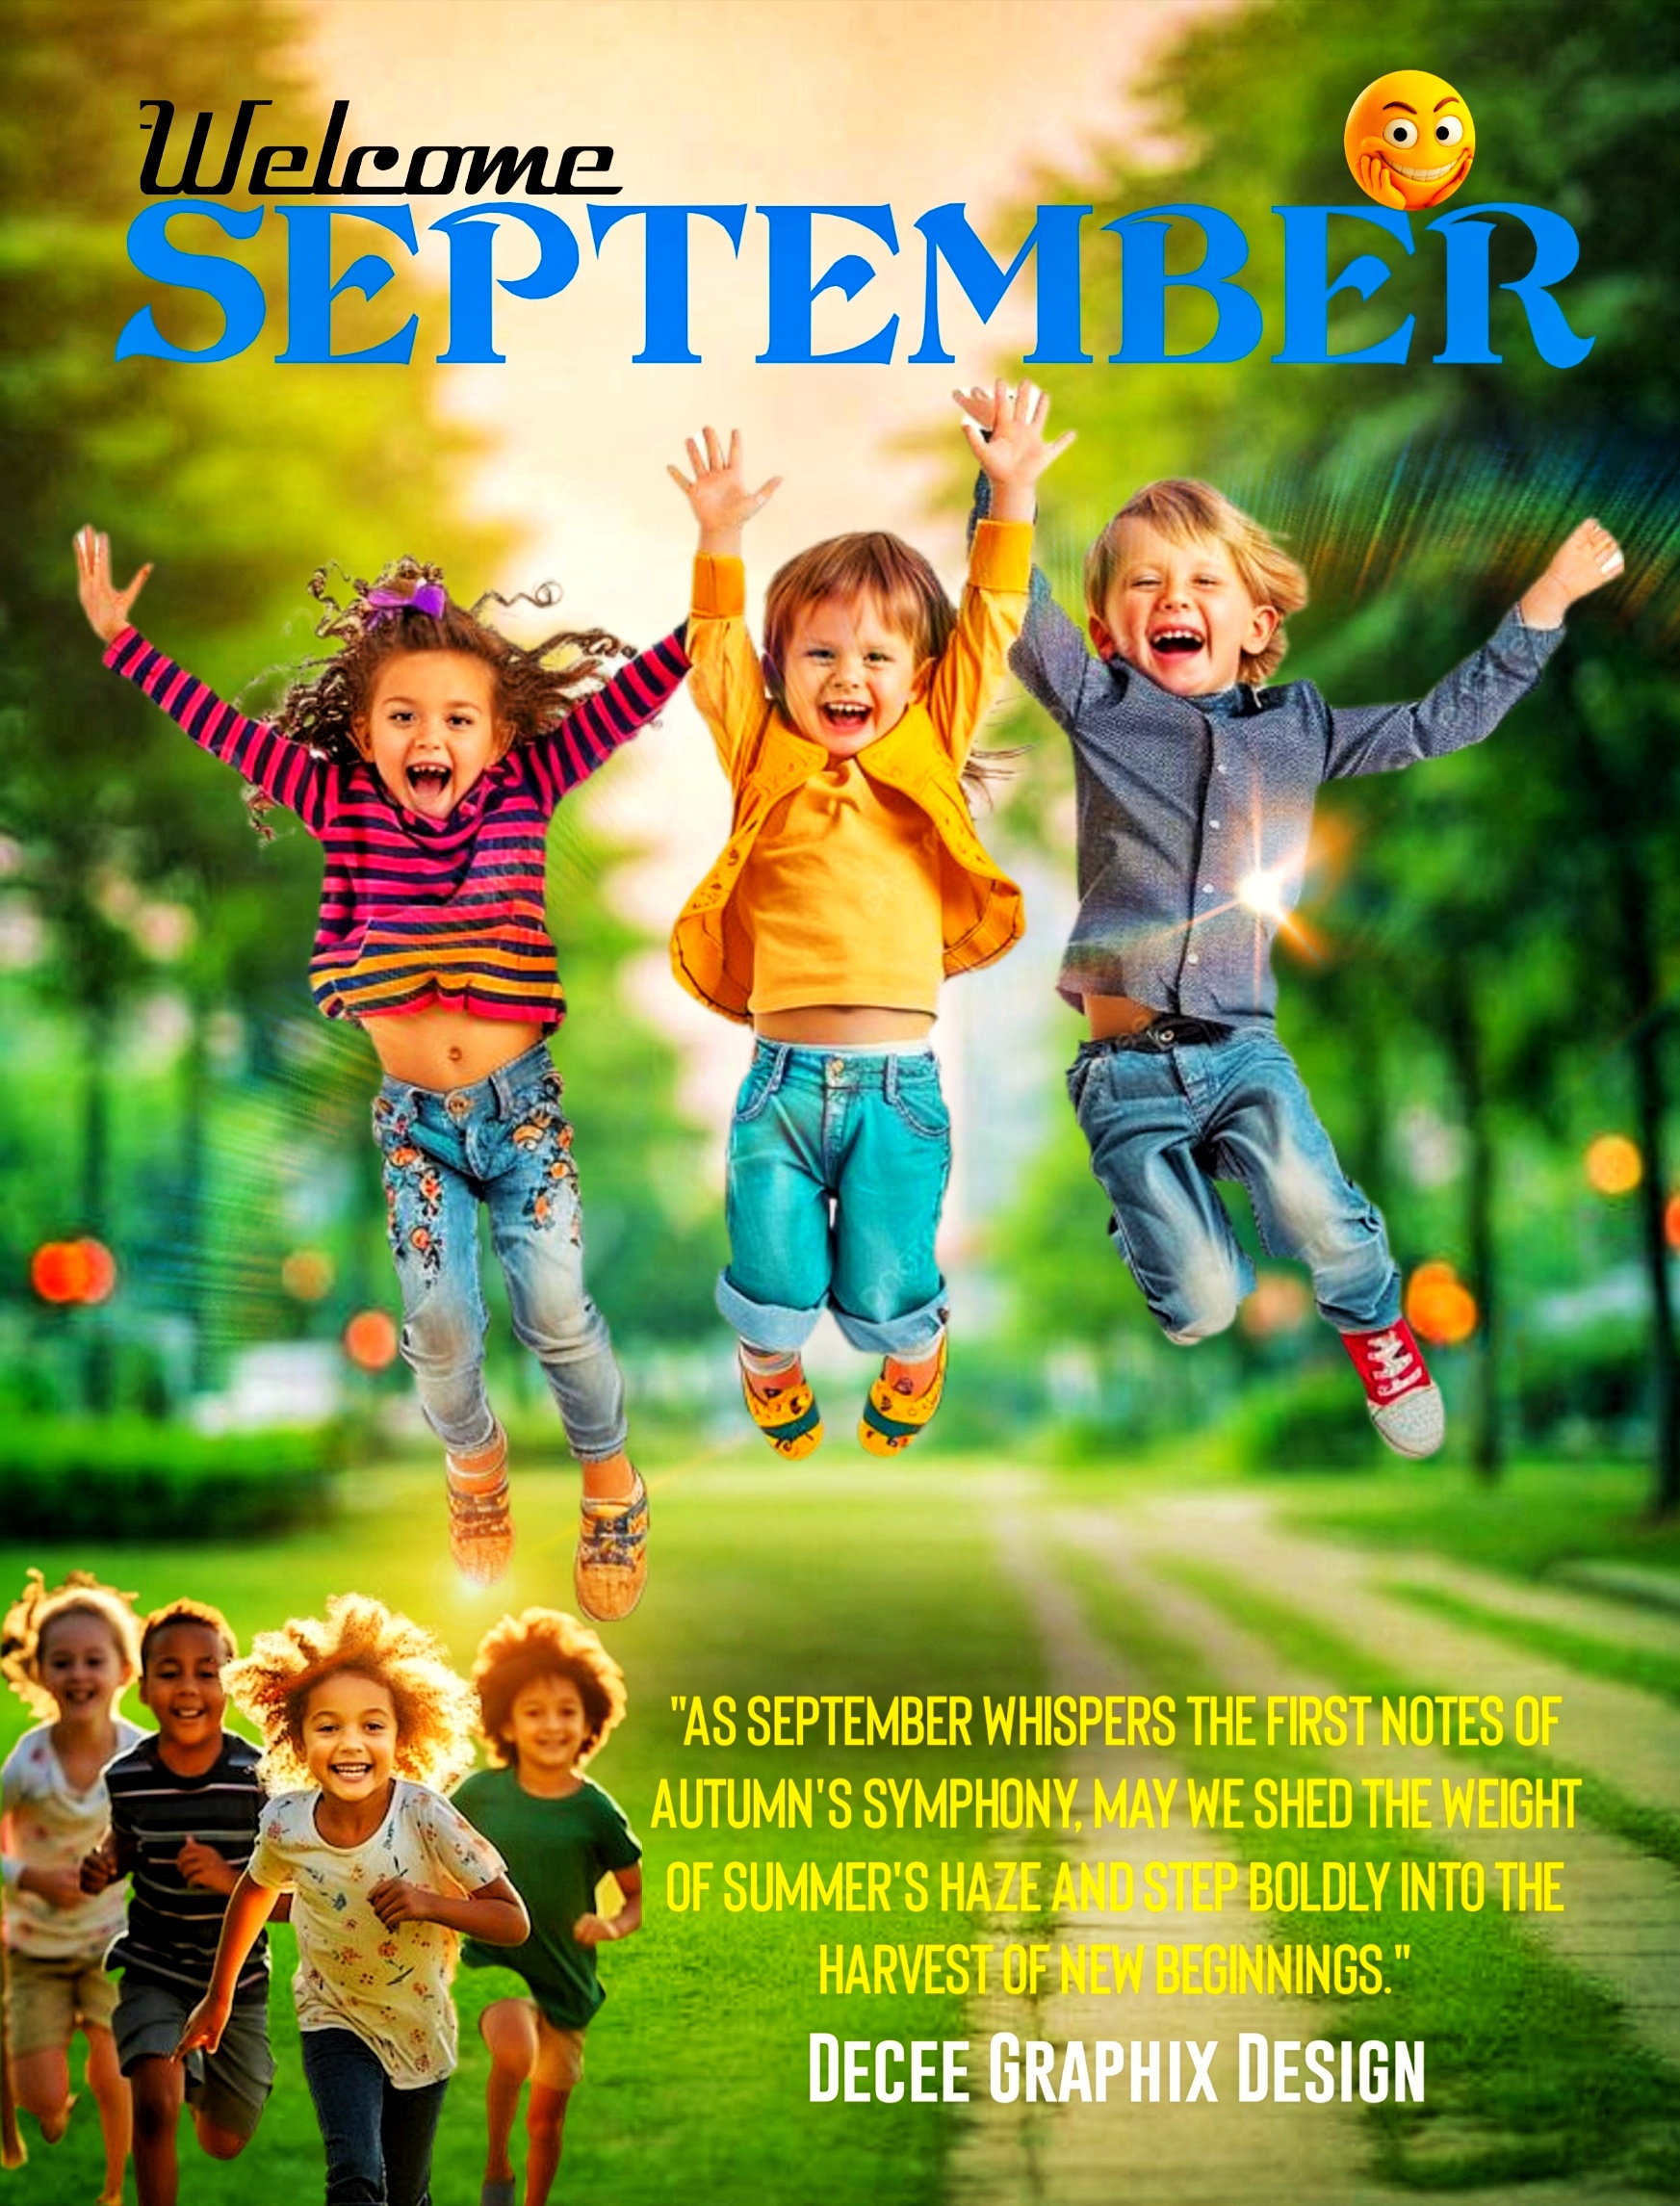 Welcome
SEPTEMBER
"AS SEPTEMBER WHISPERS THE FIRST NOTES OF
AUTUMN'S SYMPHONY, MAY WE SHED THE WEIGHT
OF SUMMER'S HAZE AND STEP BOLDLY INTO THE
HARVEST OF NEW BEGINNINGS."
DECEE GRAPHIX DESIGN